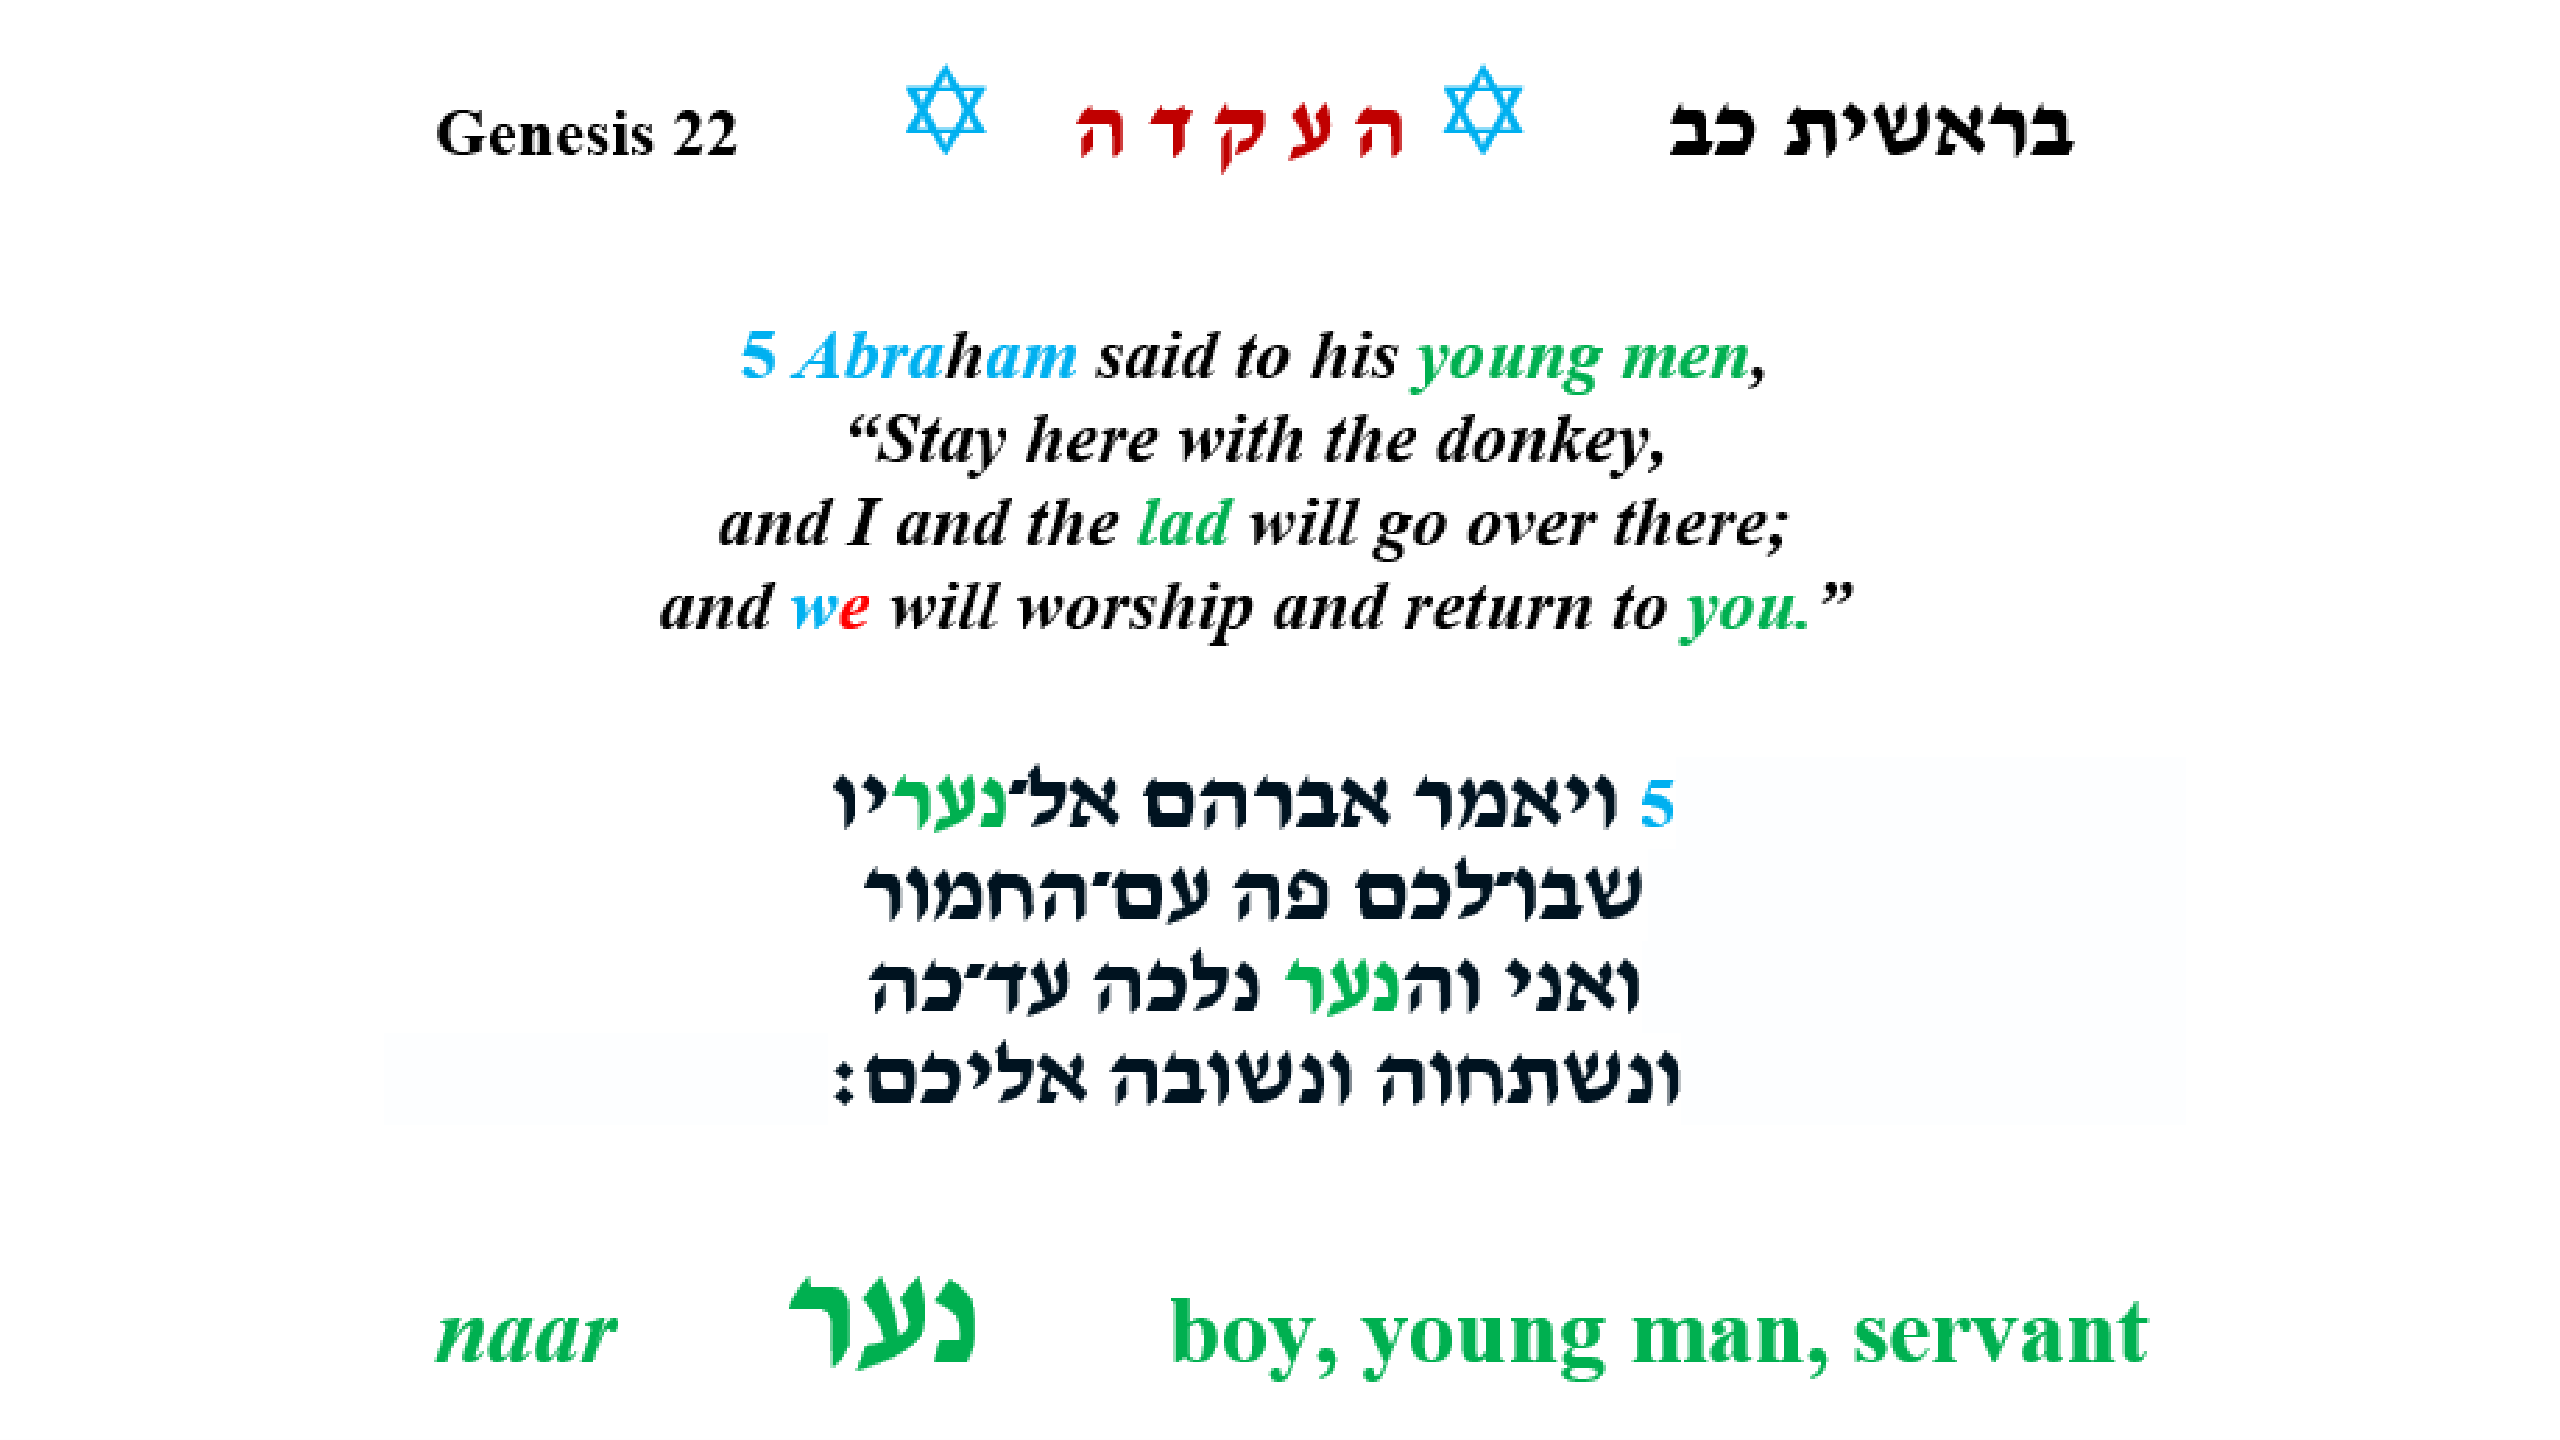 Genesis 22 ✡ ה ע ק ד ה ✡ בראשית כב
5 Abraham said to his young men,
“Stay here with the donkey,
and I and the lad will go over there;
and we will worship and return to you.”
5 ויאמר אברהם אל־נעריו
שבו־לכם פה עם־החמור
ואני והנער נלכה עד־כה
ונשתחוה ונשובה אליכם׃
naar נער boy, young man, servant